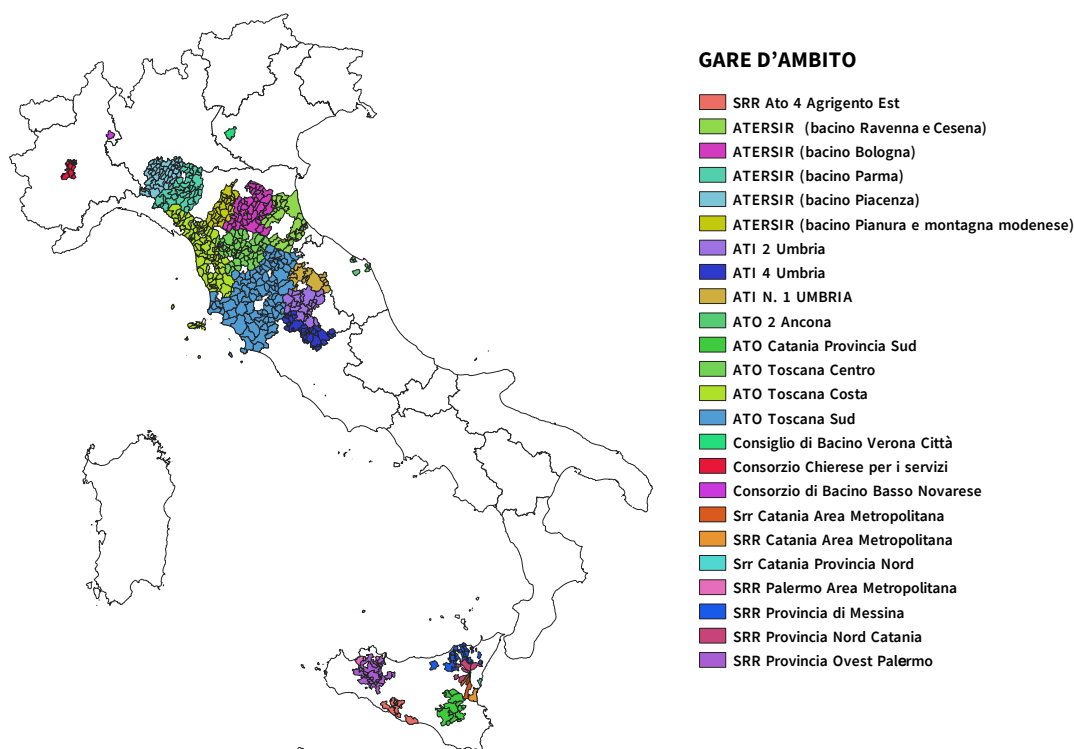 GARE D’AMBITO
SRR Ato 4 Agrigento Est
ATERSIR (bacino Ravenna e Cesena)
ATERSIR (bacino Bologna)
ATERSIR (bacino Parma)
ATERSIR (bacino Piacenza)
ATERSIR (bacino Pianura e montagna modenese)
ATI 2 Umbria
ATI 4 Umbria
ATI N. 1 UMBRIA
ATO 2 Ancona
ATO Catania Provincia Sud
ATO Toscana Centro
ATO Toscana Costa
ATO Toscana Sud
Consiglio di Bacino Verona Città
Consorzio Chierese per i servizi
Consorzio di Bacino Basso Novarese
Srr Catania Area Metropolitana
SRR Catania Area Metropolitana
Srr Catania Provincia Nord
SRR Palermo Area Metropolitana
SRR Provincia di Messina
SRR Provincia Nord Catania
SRR Provincia Ovest Palermo